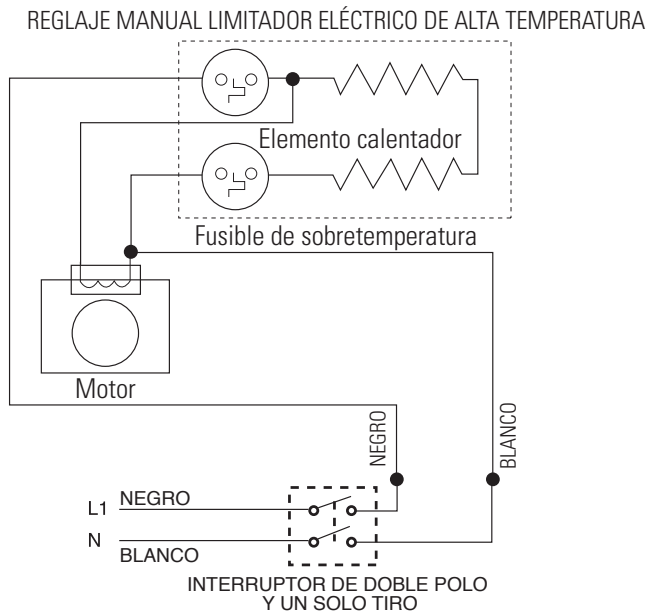 REGLAJE MANUAL LIMITADOR ELÉCTRICO DE ALTA TEMPERATURA
Elemento calentador
Fusible de sobretemperatura
Motor
NEGRO
BLANCO
L1 NEGRO
N
BLANCO
INTERRUPTOR DE DOBLE POLO
Y UN SOLO TIRO